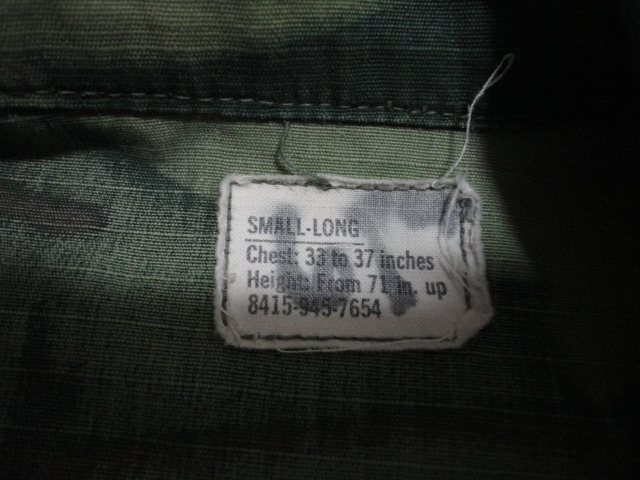 SMALL-LONG
Chest: 33 to 37 inches
Height: From 71 in. up
8415-945-7654